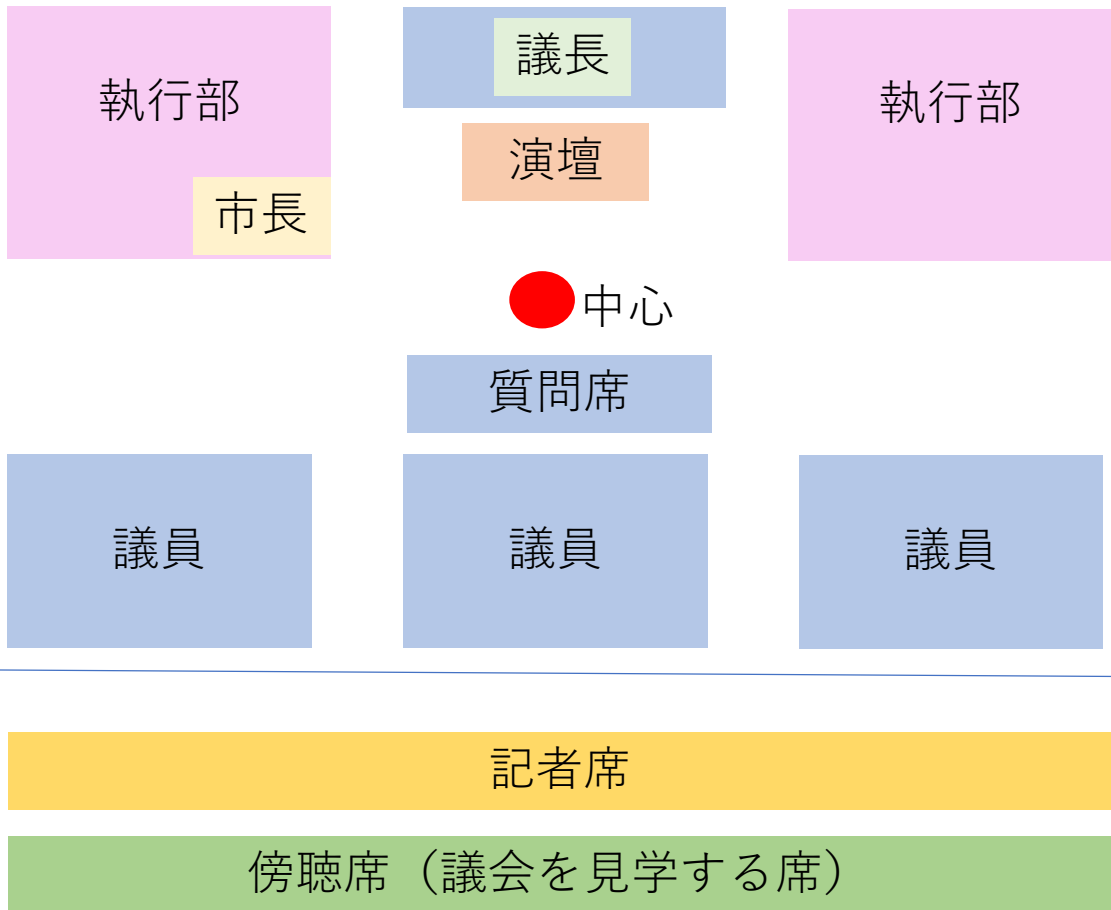 執行部
議長
執行部
演壇
市長
中心
質問席
議員
議員
議員
記者席
傍聴席（議会を見学する席）